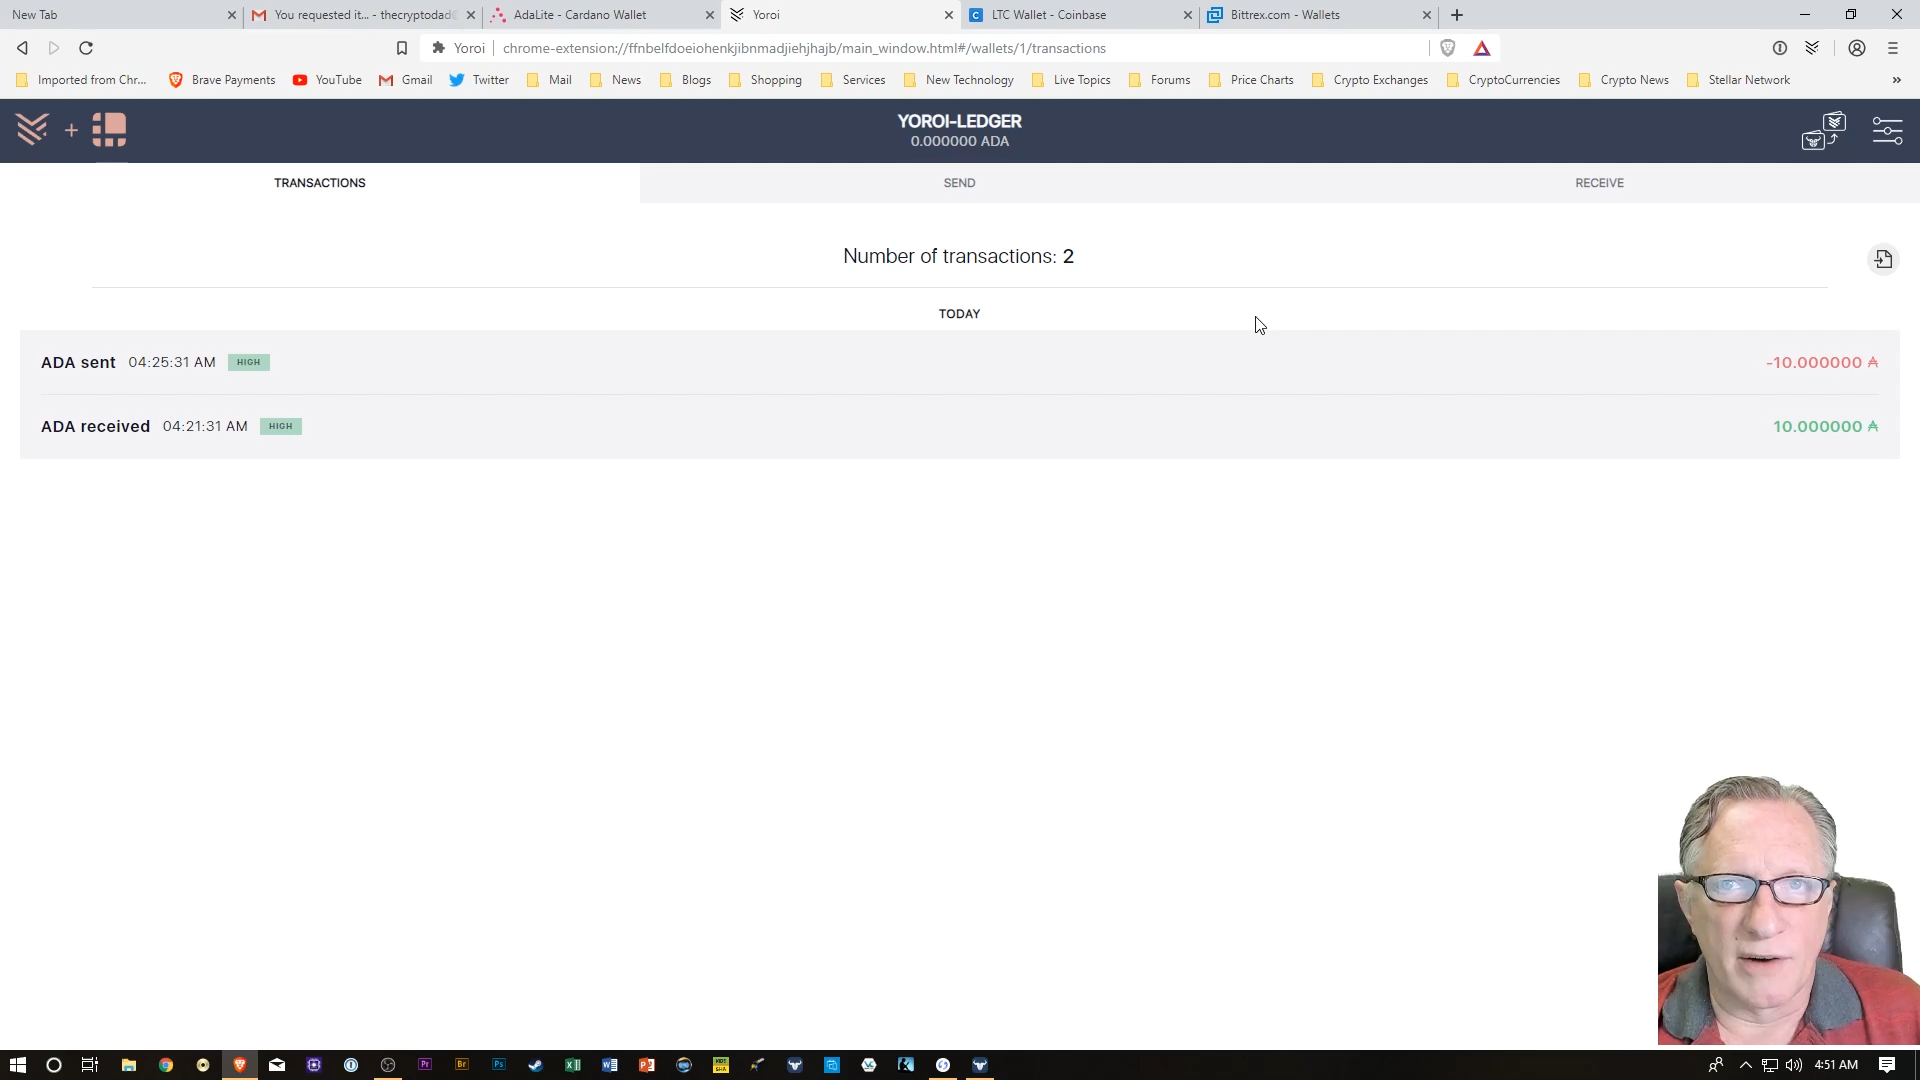 New Tab
You requested it... - thecryptodad
AdaLite - Cardano Wallet
Yoroi
LTC Wallet - Coinbase
Bittrex.com - Wallets
Yoroi
chrome-extension://ffnbelfdoeiohenkjibnmadjiehjhajb/main_window.html#/wallets/1/transactions
Imported from Chr...
Brave Payments
YouTube
Gmail
Twitter
Mail
News
Blogs
Shopping
Services
New Technology
Live Topics
Forums
Price Charts
Crypto Exchanges
CryptoCurrencies
Crypto News
Stellar Network
YOROI-LEDGER
0.000000 ADA
TRANSACTIONS
SEND
RECEIVE
Number of transactions: 2
TODAY
ADA sent 04:25:31 AM HIGH -10.000000 ₳
ADA received 04:21:31 AM HIGH 10.000000 ₳
Pr
Br
Ps
4:51 AM